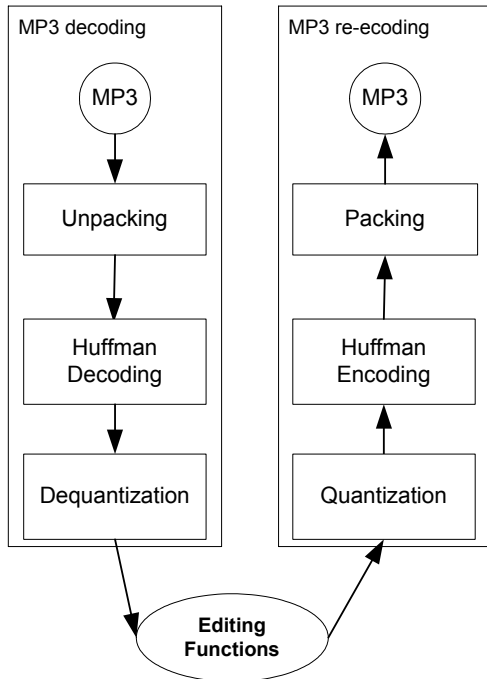 MP3 decoding
MP3
Unpacking
Huffman
Decoding
Dequantization
MP3 re-ecoding
MP3
Packing
Huffman
Encoding
Quantization
Editing
Functions